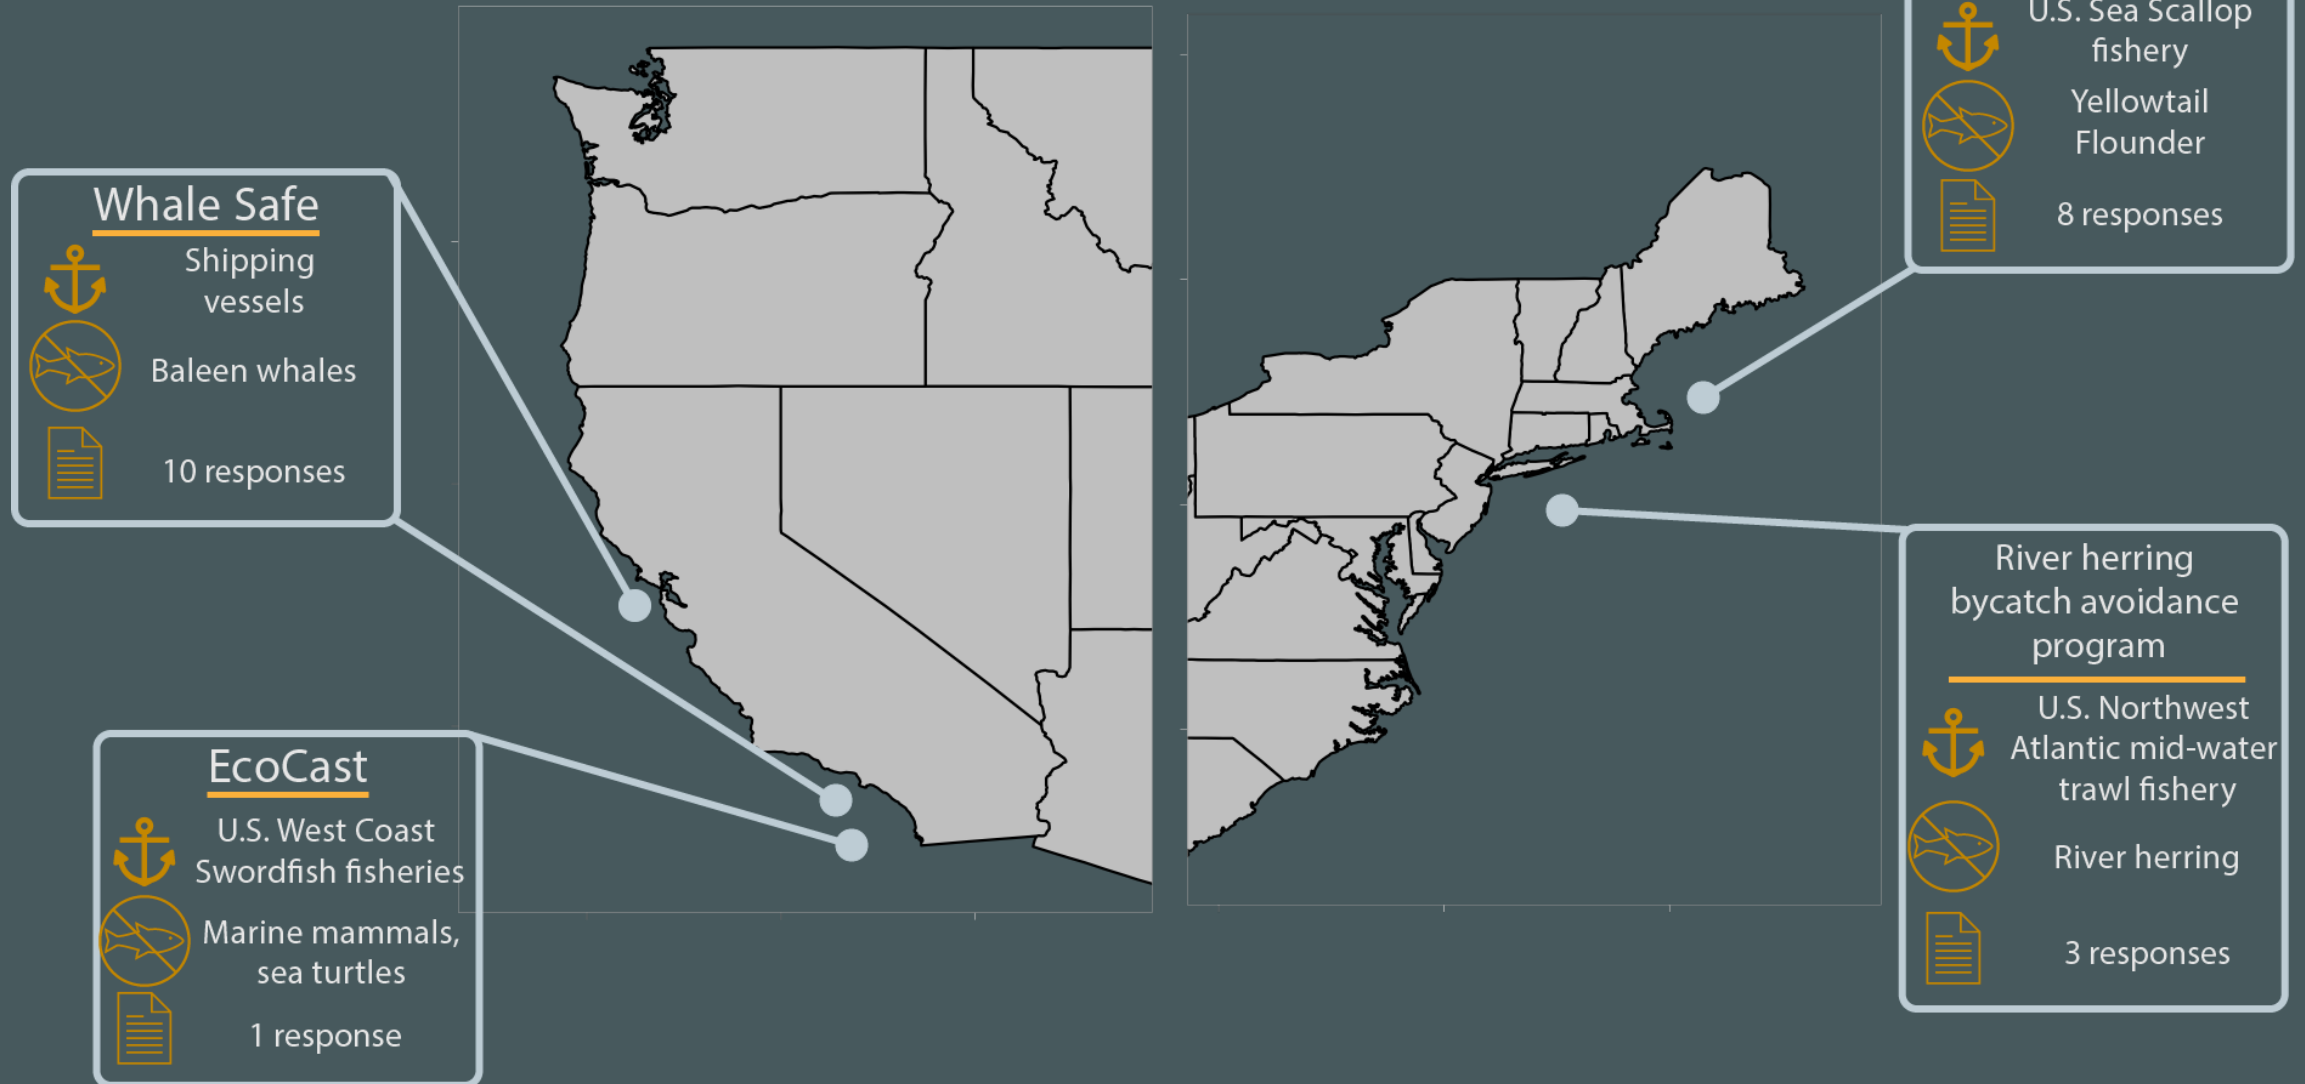 Whale Safe
Shipping
vessels
Baleen whales
10 responses
EcoCast
U.S. West Coast
Swordfish fisheries
Marine mammals,
sea turtles
1 response
U.S. Sea Scallop
fishery
Yellowtail
Flounder
8 responses
River herring
bycatch avoidance
program
U.S. Northwest
Atlantic mid-water
trawl fishery
River herring
3 responses